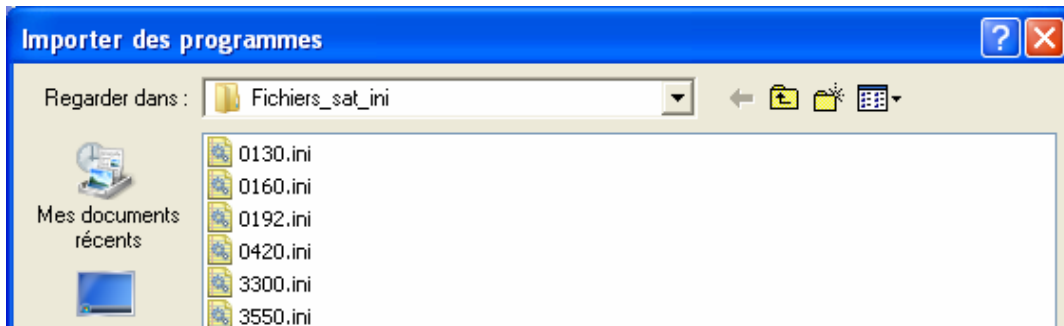 Importer des programmes
Regarder dans :
Fichiers_sat_ini
Mes documents
récents
0130.ini
0160.ini
0192.ini
0420.ini
3300.ini
3550.ini